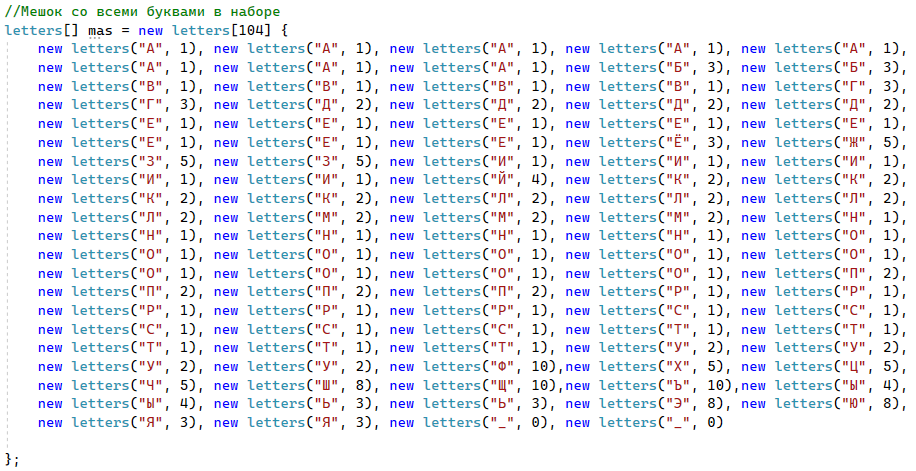 //Мешок со всеми буквами в наборе
letters[] mas = new letters[104] {
new letters("А", 1), new letters("А", 1), new letters("А", 1), new letters("А", 1), new letters("А", 1),
new letters("А", 1), new letters("А", 1), new letters("А", 1), new letters("Б", 3), new letters("Б", 3),
new letters("В", 1), new letters("В", 1), new letters("В", 1), new letters("В", 1), new letters("Г", 3),
new letters("Г", 3), new letters("Д", 2), new letters("Д", 2), new letters("Д", 2), new letters("Д", 2),
new letters("Е", 1), new letters("Е", 1), new letters("Е", 1), new letters("Е", 1), new letters("Е", 1),
new letters("Е", 1), new letters("Е", 1), new letters("Е", 1), new letters("Ё", 3), new letters("Ж", 5),
new letters("З", 5), new letters("З", 5), new letters("И", 1), new letters("И", 1), new letters("И", 1),
new letters("И", 1), new letters("И", 1), new letters("Й", 4), new letters("К", 2), new letters("К", 2),
new letters("К", 2), new letters("К", 2), new letters("Л", 2), new letters("Л", 2), new letters("Л", 2),
new letters("Л", 2), new letters("М", 2), new letters("М", 2), new letters("М", 2), new letters("Н", 1),
new letters("Н", 1), new letters("Н", 1), new letters("Н", 1), new letters("Н", 1), new letters("О", 1),
new letters("О", 1), new letters("О", 1), new letters("О", 1), new letters("О", 1), new letters("О", 1),
new letters("О", 1), new letters("О", 1), new letters("О", 1), new letters("О", 1), new letters("П", 2),
new letters("П", 2), new letters("П", 2), new letters("П", 2), new letters("Р", 1), new letters("Р", 1),
new letters("Р", 1), new letters("Р", 1), new letters("Р", 1), new letters("С", 1), new letters("С", 1),
new letters("С", 1), new letters("С", 1), new letters("С", 1), new letters("Т", 1), new letters("Т", 1),
new letters("Т", 1), new letters("Т", 1), new letters("Т", 1), new letters("У", 2), new letters("У", 2),
new letters("У", 2), new letters("У", 2), new letters("Ф", 10),new letters("Х", 5), new letters("Ц", 5),
new letters("Ч", 5), new letters("Ш", 8), new letters("Щ", 10),new letters("Ъ", 10),new letters("Ы", 4),
new letters("Ы", 4), new letters("Ь", 3), new letters("Ь", 3), new letters("Э", 8), new letters("Ю", 8),
new letters("Я", 3), new letters("Я", 3), new letters("_", 0), new letters("_", 0)
};